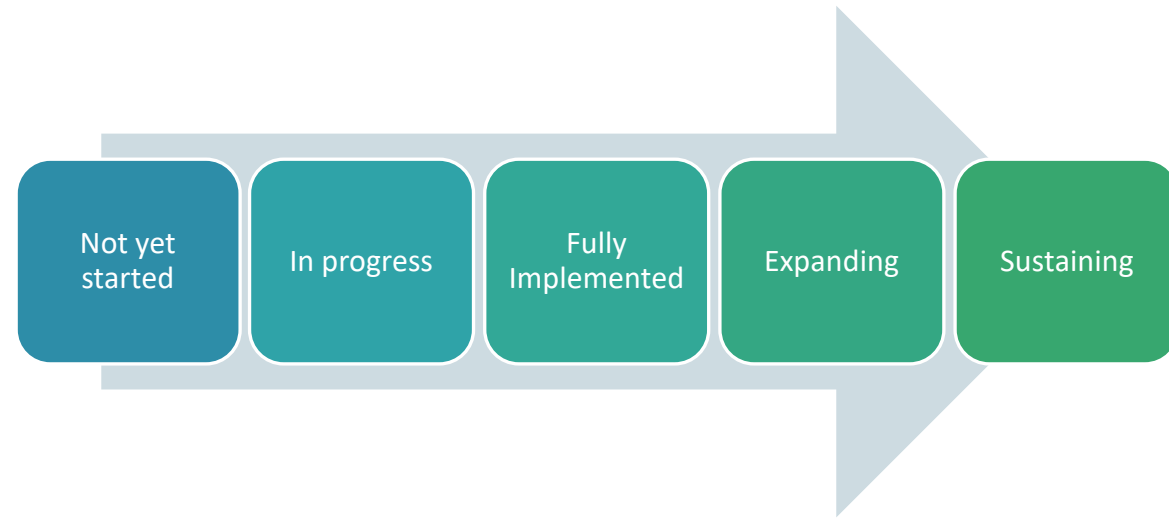 Not yet
started
In progress
Fully
Implemented
Expanding
Sustaining